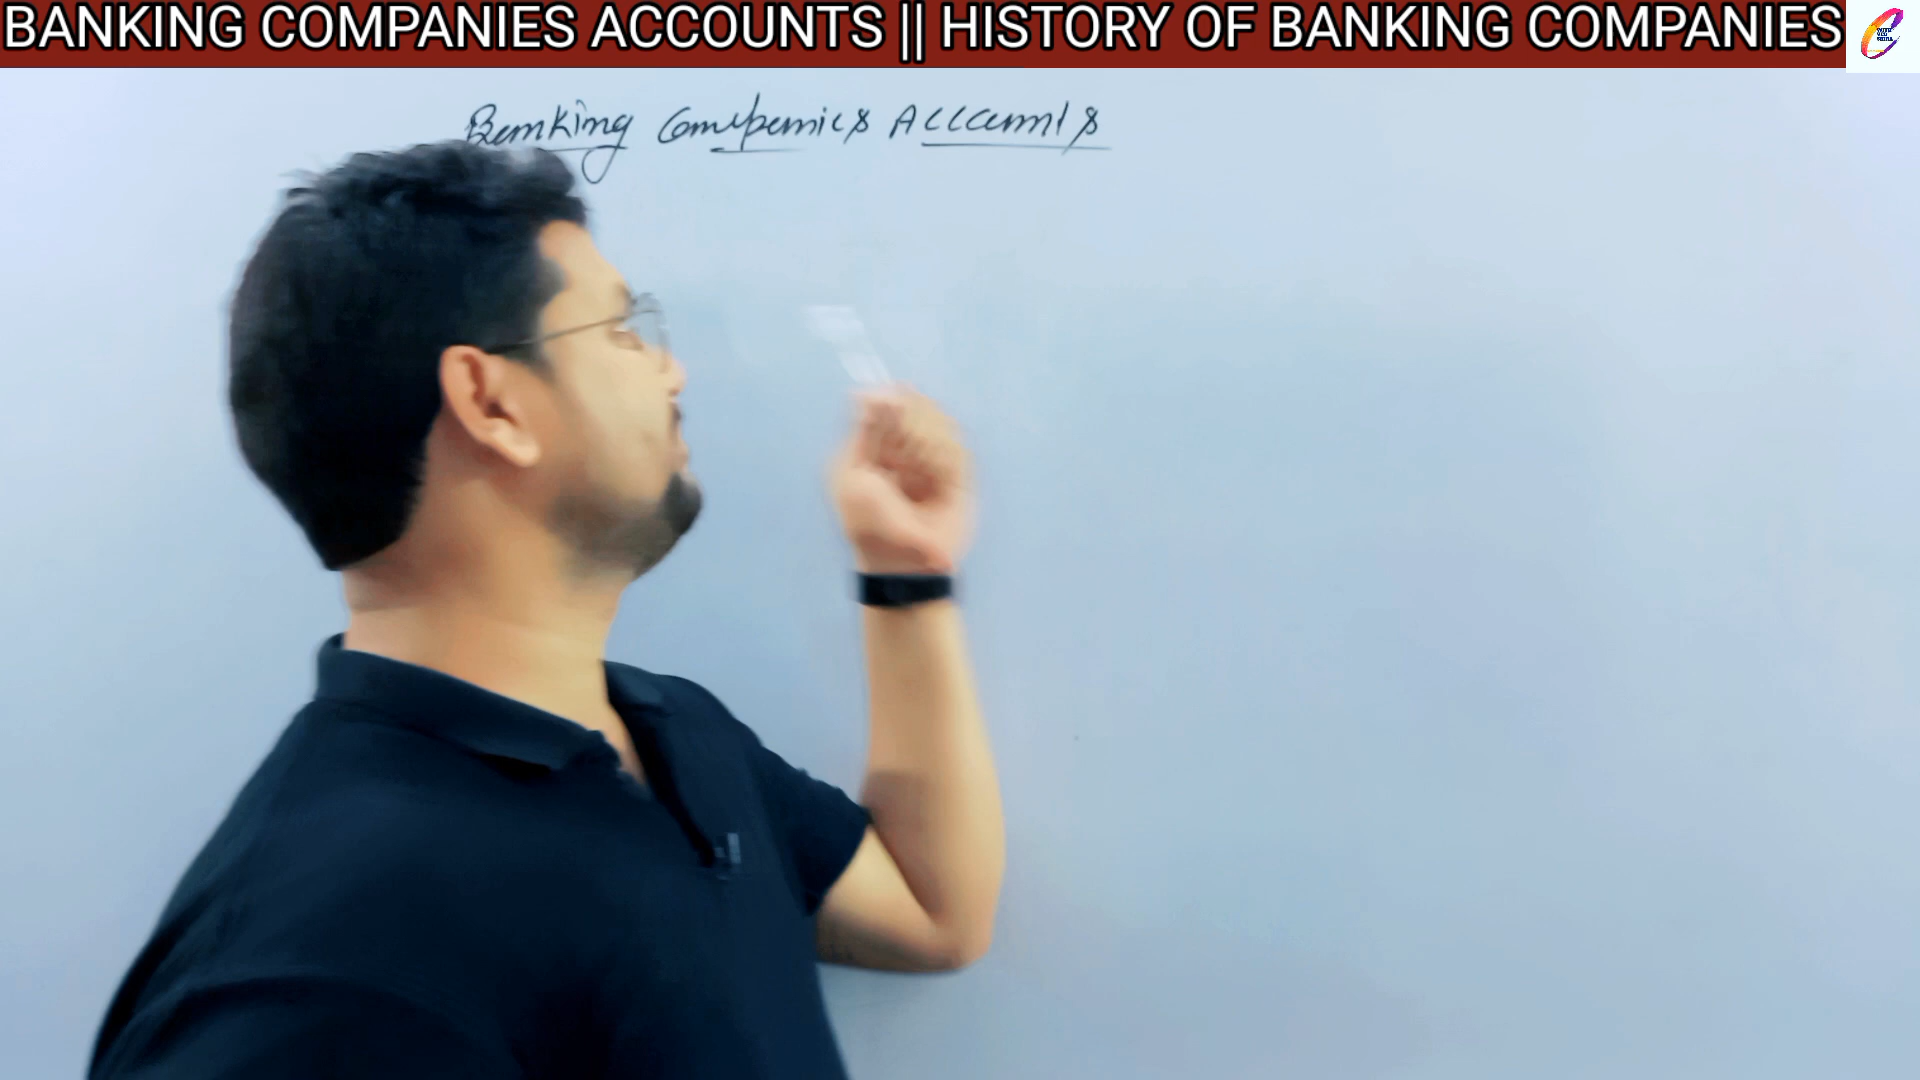 BANKING COMPANIES ACCOUNTS || HISTORY OF BANKING COMPANIES
Banking Companies Accounts